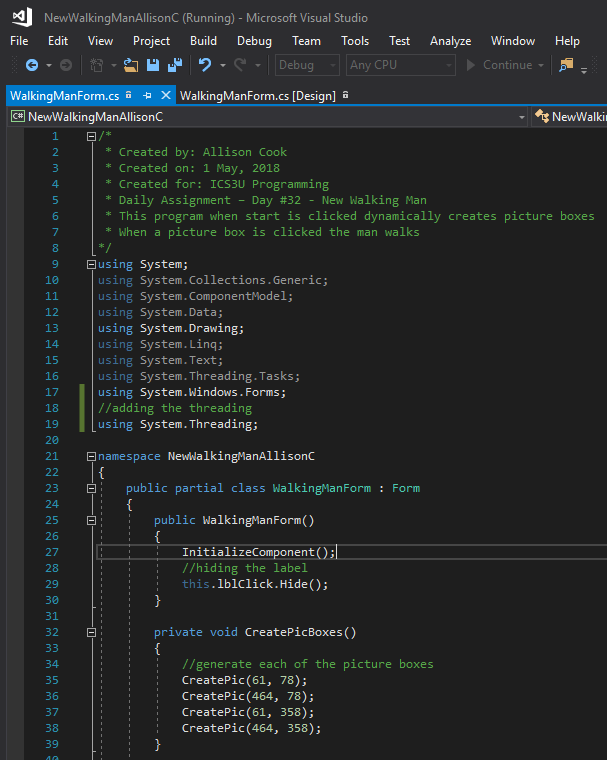 NewWalkingManAllisonC (Running) - Microsoft Visual Studio
File Edit View Project Build Debug Team Tools Test Analyze Window Help
Debug Any CPU Continue
WalkingManForm.cs WalkingManForm.cs [Design]
C# NewWalkingManAllisonC NewWalkin
1 /*
2 * Created by: Allison Cook
3 * Created on: 1 May, 2018
4 * Created for: ICS3U Programming
5 * Daily Assignment – Day #32 - New Walking Man
6 * This program when start is clicked dynamically creates picture boxes
7 * When a picture box is clicked the man walks
8 */
9 using System;
10 using System.Collections.Generic;
11 using System.ComponentModel;
12 using System.Data;
13 using System.Drawing;
14 using System.Linq;
15 using System.Text;
16 using System.Threading.Tasks;
17 using System.Windows.Forms;
18 //adding the threading
19 using System.Threading;
20
21 namespace NewWalkingManAllisonC
22 {
23 public partial class WalkingManForm : Form
24 {
25 public WalkingManForm()
26 {
27 InitializeComponent();
28 //hiding the label
29 this.lblClick.Hide();
30 }
31
32 private void CreatePicBoxes()
33 {
34 //generate each of the picture boxes
35 CreatePic(61, 78);
36 CreatePic(464, 78);
37 CreatePic(61, 358);
38 CreatePic(464, 358);
39 }
40